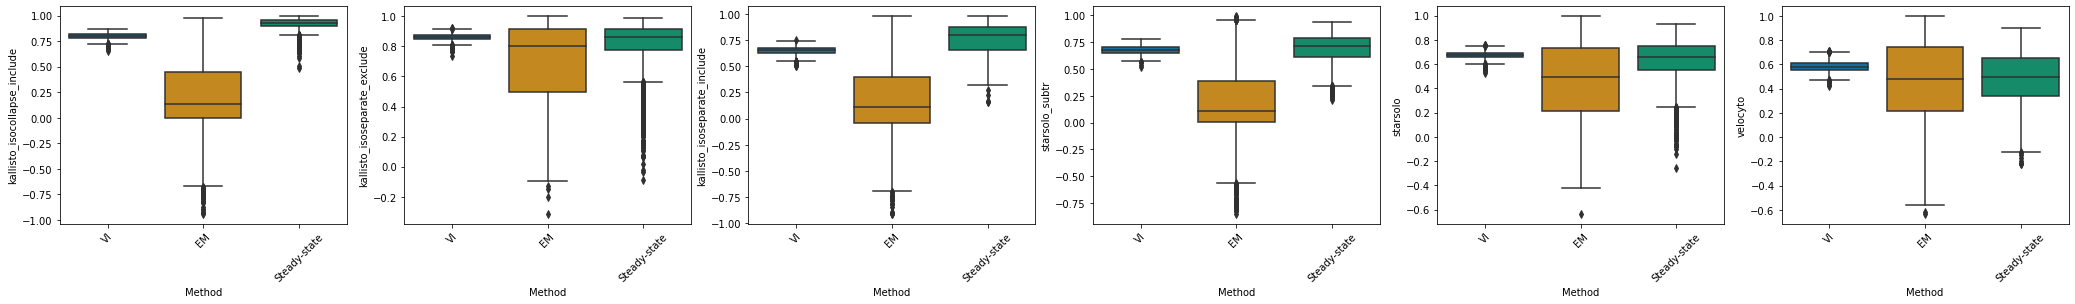 kallisto_isocollapse_include
1.00
0.75
0.50
0.25
0.00
−0.25
−0.50
−0.75
−1.00
VI
EM
Steady-state
Method
kallisto_isoseparate_exclude
1.0
0.8
0.6
0.4
0.2
0.0
−0.2
VI
EM
Steady-state
Method
kallisto_isoseparate_include
1.00
0.75
0.50
0.25
0.00
−0.25
−0.50
−0.75
−1.00
VI
EM
Steady-state
Method
starsolo_subtr
1.00
0.75
0.50
0.25
0.00
−0.25
−0.50
−0.75
VI
EM
Steady-state
Method
starsolo
1.0
0.8
0.6
0.4
0.2
0.0
−0.2
−0.4
−0.6
VI
EM
Steady-state
Method
velocyto
1.0
0.8
0.6
0.4
0.2
0.0
−0.2
−0.4
−0.6
VI
EM
Steady-state
Method